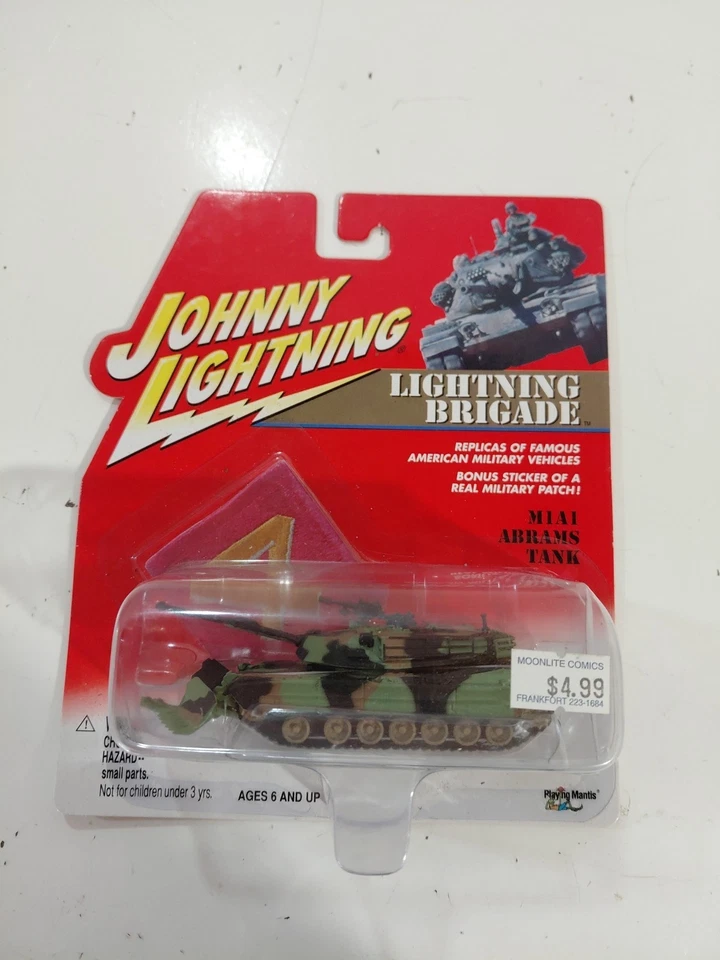 JOHNNY
LIGHTNING
LIGHTNING
BRIGADE™
REPLICAS OF FAMOUS
AMERICAN MILITARY VEHICLES
BONUS STICKER OF A
REAL MILITARY PATCH!
M1A1
ABRAMS
TANK
MOONLITE COMICS
$4.99
FRANKFORT 223-1684
HAZARD--
small parts.
Not for children under 3 yrs.
AGES 6 AND UP
Playing Mantis®